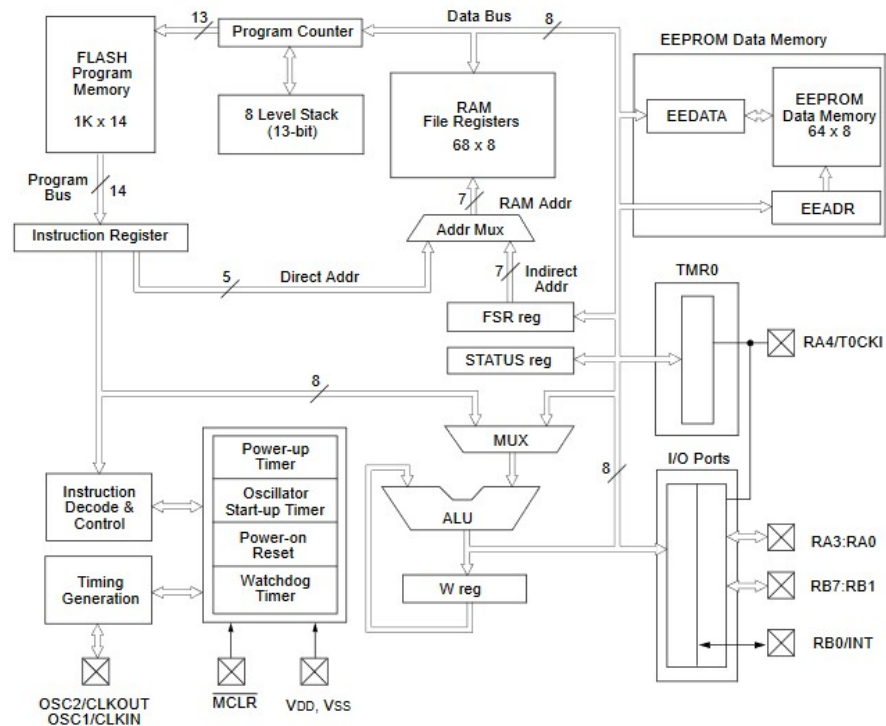 13
Data Bus
8
FLASH
Program
Memory
1K x 14
Program Counter
8 Level Stack
(13-bit)
RAM
File Registers
68 x 8
EEPROM Data Memory
EEDATA
EEPROM
Data Memory
64 x 8
EEADR
Program
Bus
14
7
RAM Addr
Addr Mux
Instruction Register
5
Direct Addr
7
Indirect
Addr
FSR reg
STATUS reg
TMR0
RA4/T0CKI
8
MUX
8
I/O Ports
Power-up
Timer
Oscillator
Start-up Timer
Power-on
Reset
Watchdog
Timer
Instruction
Decode &
Control
Timing
Generation
ALU
W reg
RA3:RA0
RB7:RB1
RB0/INT
OSC2/CLKOUT
OSC1/CLKIN
MCLR
VDD, VSS